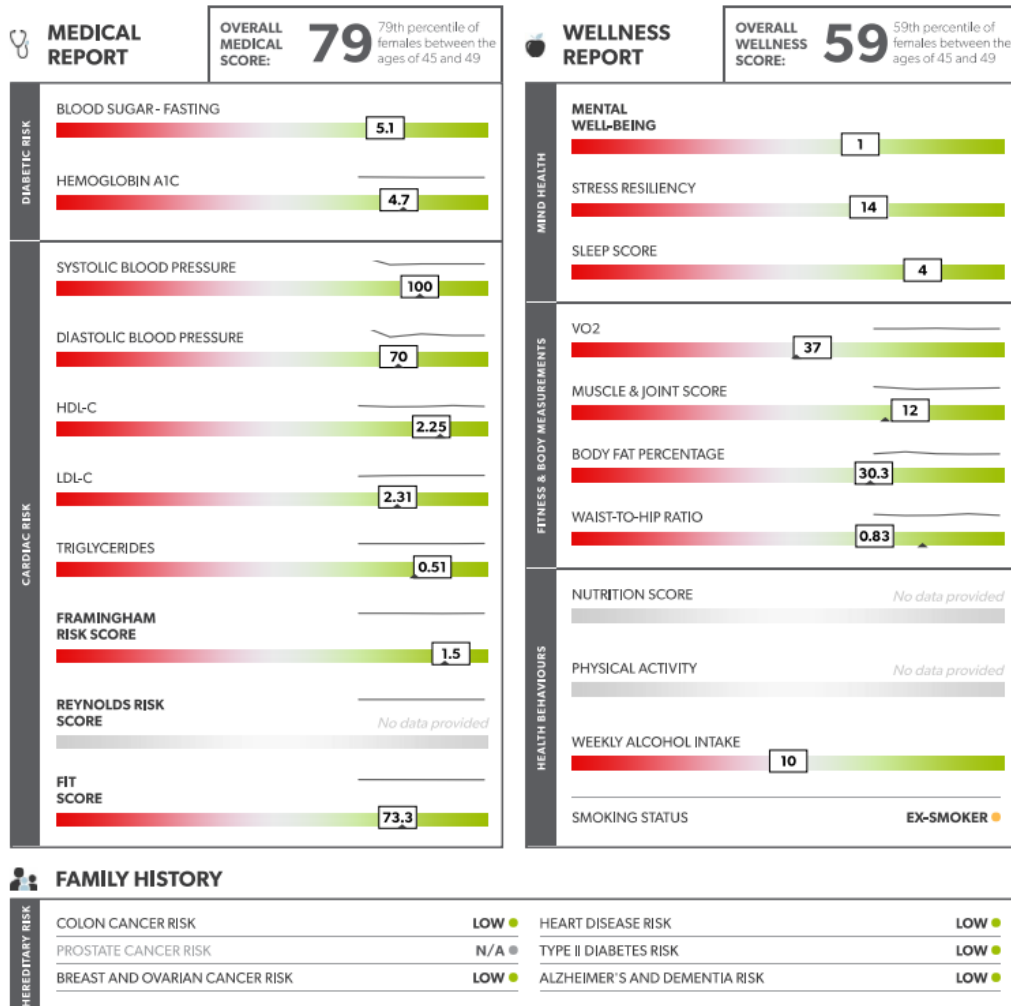 MEDICAL
REPORT
OVERALL
MEDICAL
SCORE:
79
79th percentile of
females between the
ages of 45 and 49
DIABETIC RISK
BLOOD SUGAR - FASTING
5.1
HEMOGLOBIN A1C
4.7
CARDIAC RISK
SYSTOLIC BLOOD PRESSURE
100
DIASTOLIC BLOOD PRESSURE
70
HDL-C
2.25
LDL-C
2.31
TRIGLYCERIDES
0.51
FRAMINGHAM
RISK SCORE
1.5
REYNOLDS RISK
SCORE
No data provided
FIT
SCORE
73.3
WELLNESS
REPORT
OVERALL
WELLNESS
SCORE:
59
59th percentile of
females between the
ages of 45 and 49
MIND HEALTH
MENTAL
WELL-BEING
1
STRESS RESILIENCY
14
SLEEP SCORE
4
FITNESS & BODY MEASUREMENTS
VO2
37
MUSCLE & JOINT SCORE
12
BODY FAT PERCENTAGE
30.3
WAIST-TO-HIP RATIO
0.83
HEALTH BEHAVIOURS
NUTRITION SCORE
No data provided
PHYSICAL ACTIVITY
No data provided
WEEKLY ALCOHOL INTAKE
10
SMOKING STATUS
EX-SMOKER
FAMILY HISTORY
HEREDITARY RISK
COLON CANCER RISK LOW
PROSTATE CANCER RISK N/A
BREAST AND OVARIAN CANCER RISK LOW
HEART DISEASE RISK LOW
TYPE II DIABETES RISK LOW
ALZHEIMER'S AND DEMENTIA RISK LOW